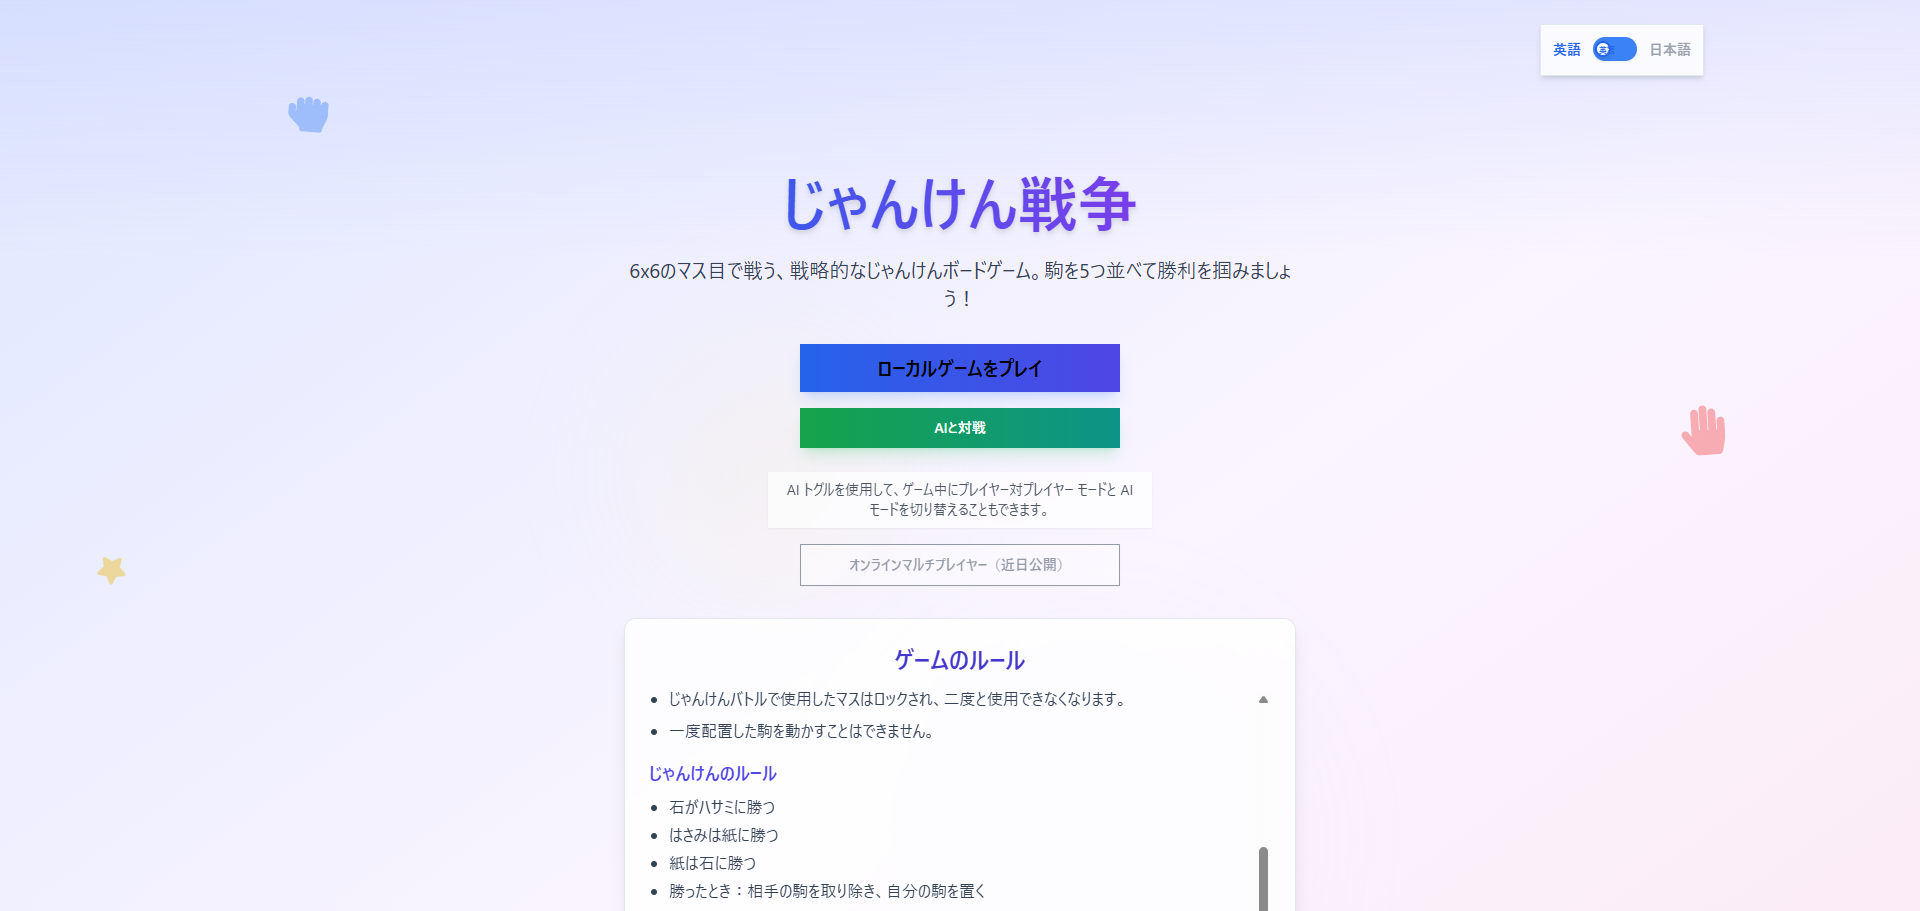 英語
英
日本語
じゃんけん戦争
6x6のマス目で戦う、戦略的なじゃんけんボードゲーム。駒を5つ並べて勝利を掴みましょ
う！
ローカルゲームをプレイ
AIと対戦
AI トグルを使用して、ゲーム中にプレイヤー対プレイヤー モードと AI
モードを切り替えることもできます。
オンラインマルチプレイヤー（近日公開）
ゲームのルール
じゃんけんバトルで使用したマスはロックされ、二度と使用できなくなります。
一度配置した駒を動かすことはできません。
じゃんけんのルール
石がハサミに勝つ
はさみは紙に勝つ
紙は石に勝つ
勝ったとき：相手の駒を取り除き、自分の駒を置く